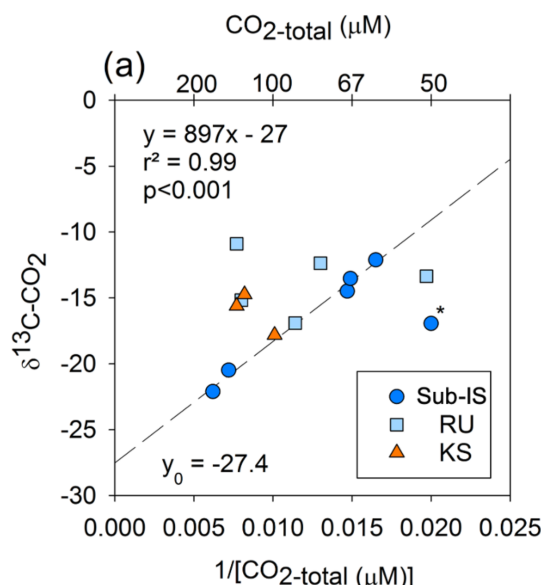 CO2-total (μM)
(a)
200 100 67 50
y = 897x - 27
r² = 0.99
p<0.001
0
-5
-10
-15
-20
-25
-30
δ13C-CO2
*
Sub-IS
RU
KS
y0 = -27.4
0.000 0.005 0.010 0.015 0.020 0.025
1/[CO2-total (μM)]